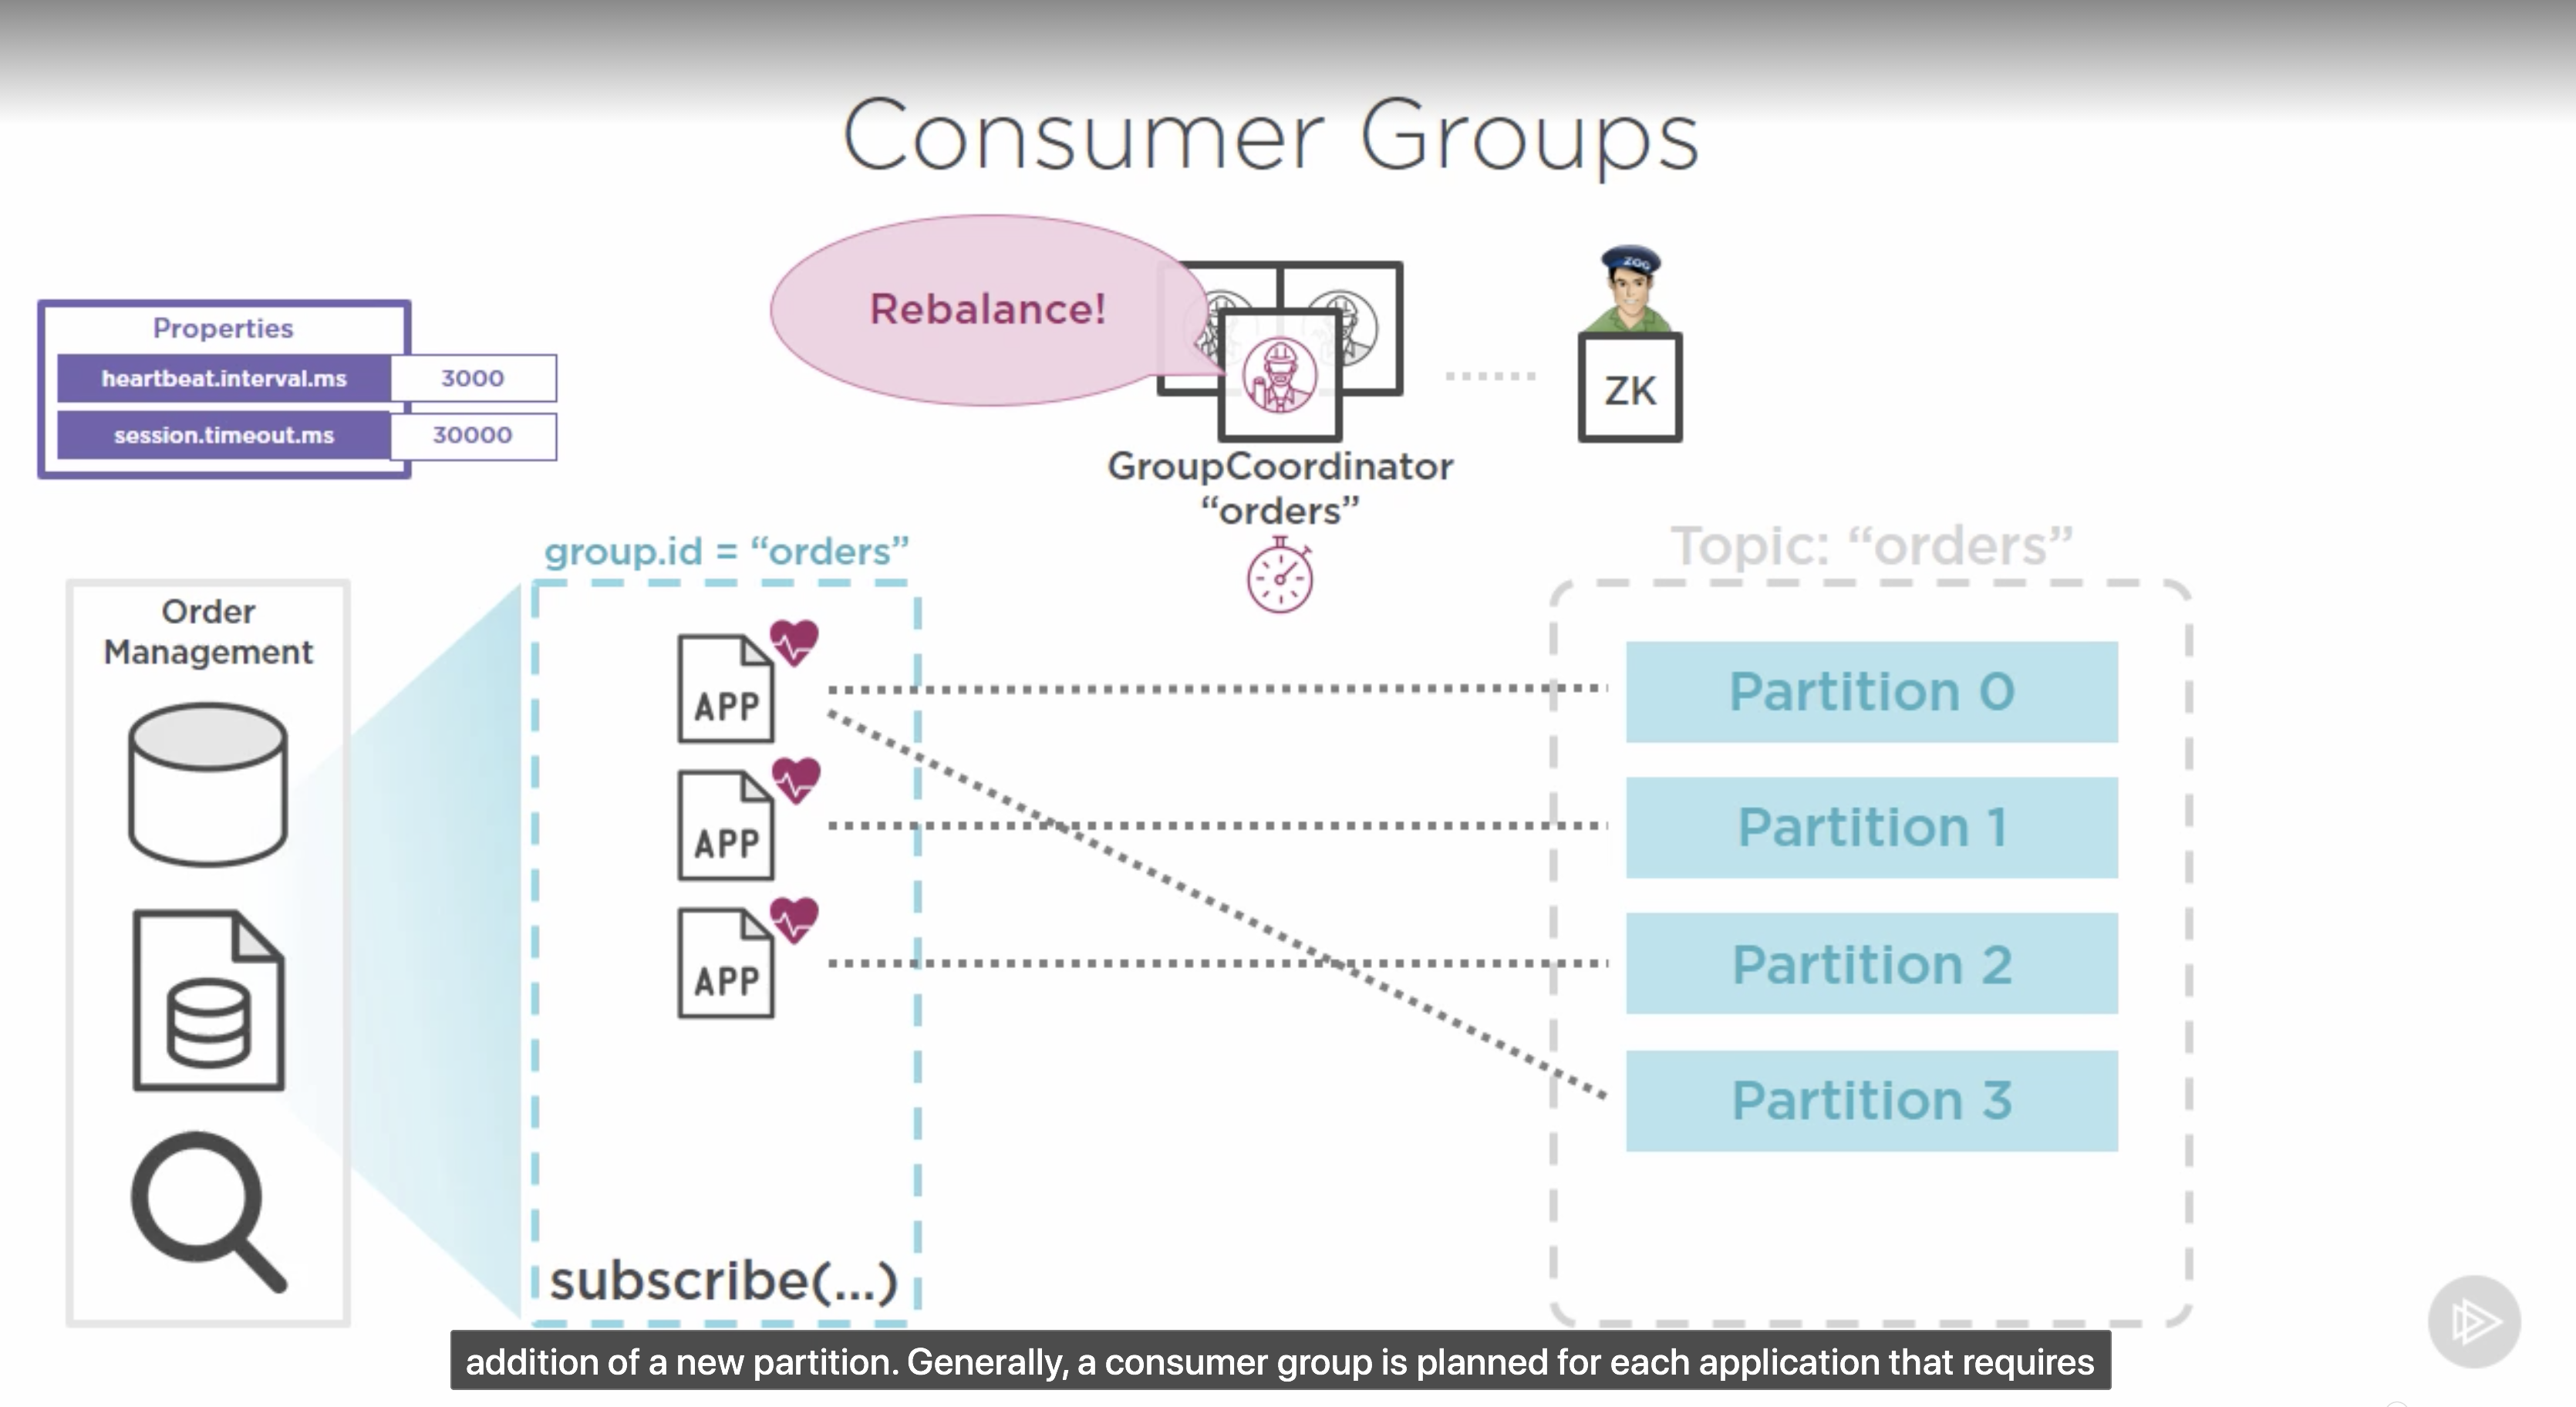 Consumer Groups
Rebalance!
ZOO
ZK
Properties
heartbeat.interval.ms 3000
session.timeout.ms 30000
GroupCoordinator
“orders”
group.id = “orders”
Topic: “orders”
Order
Management
APP
APP
APP
Partition 0
Partition 1
Partition 2
Partition 3
subscribe(...)
addition of a new partition. Generally, a consumer group is planned for each application that requires